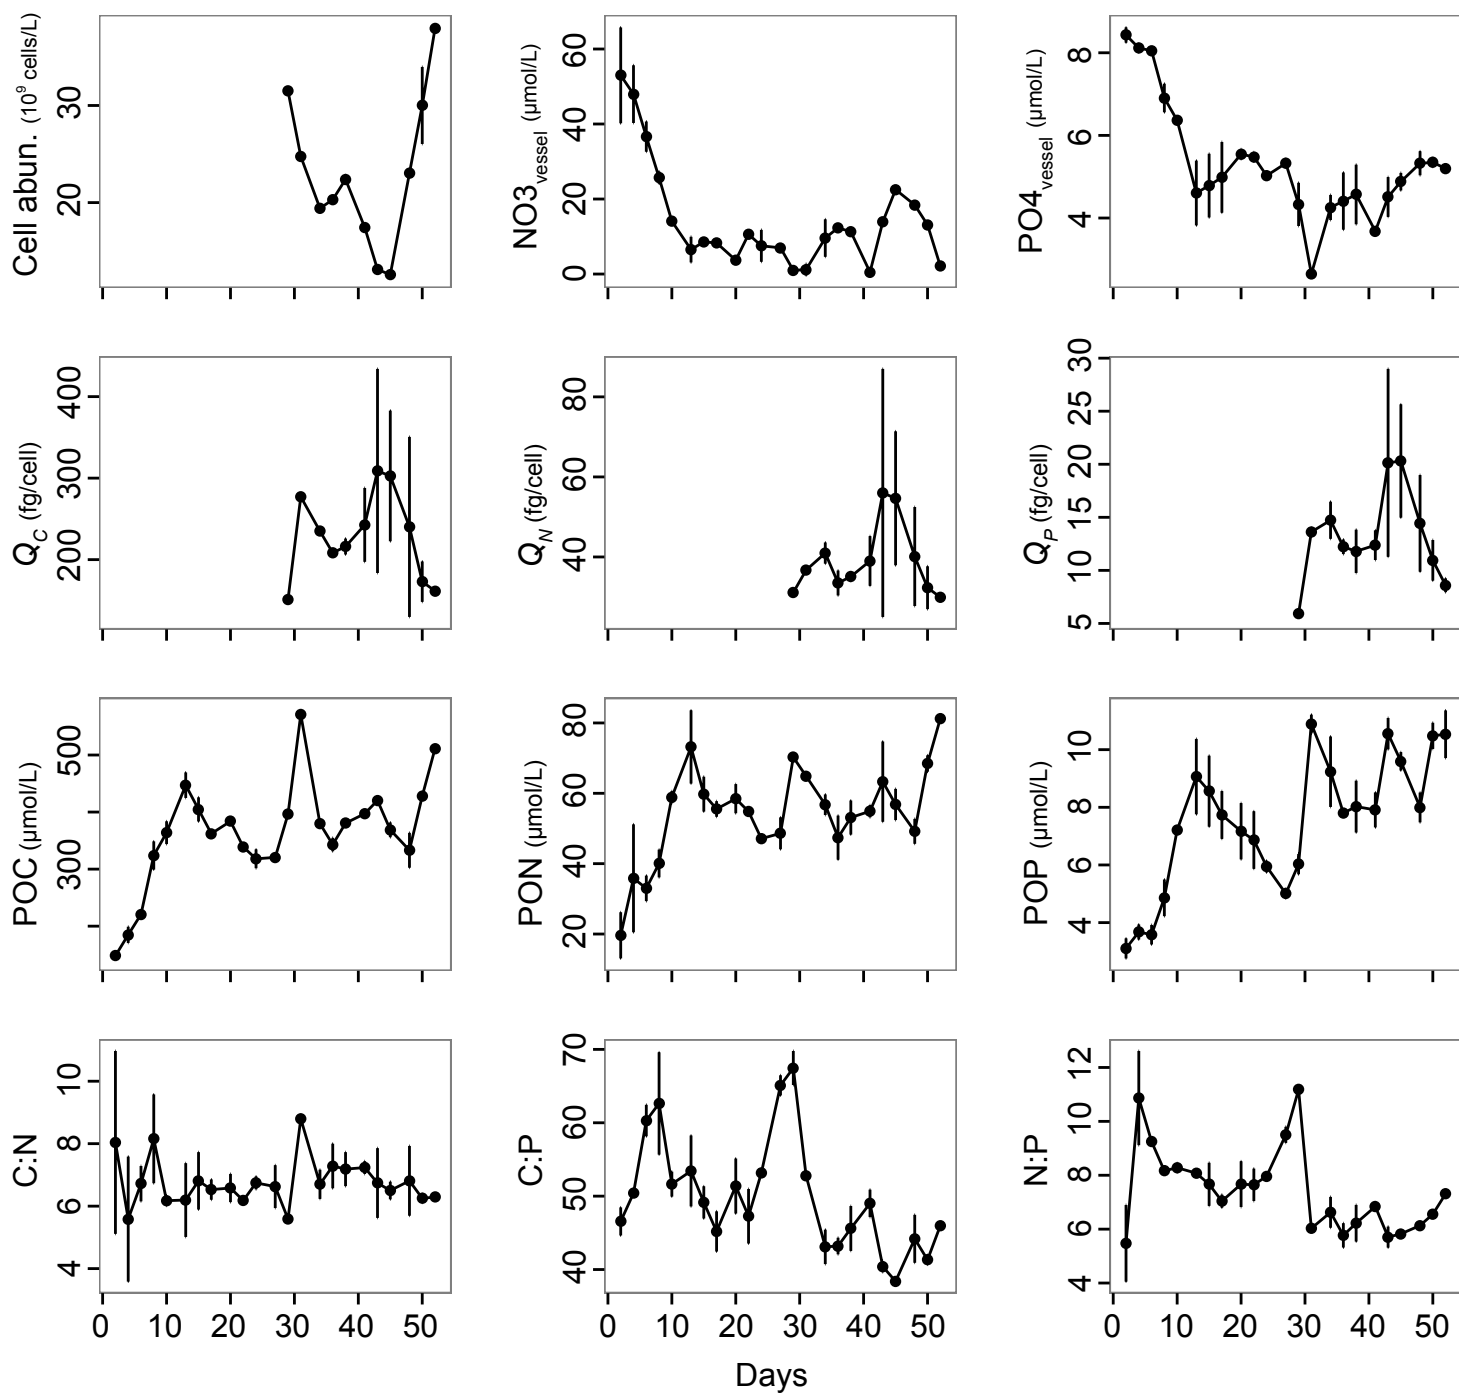 Cell abun. (10⁹ cells/L)
20
30
NO3vessel (μmol/L)
0
20
40
60
PO4vessel (μmol/L)
4
6
8
QC (fg/cell)
200
300
400
QN (fg/cell)
40
60
80
QP (fg/cell)
5
10
15
20
25
30
POC (μmol/L)
300
500
PON (μmol/L)
20
40
60
80
POP (μmol/L)
4
6
8
10
C:N
4
6
8
10
C:P
40
50
60
70
N:P
4
6
8
10
12
0 10 20 30 40 50
0 10 20 30 40 50
0 10 20 30 40 50
Days